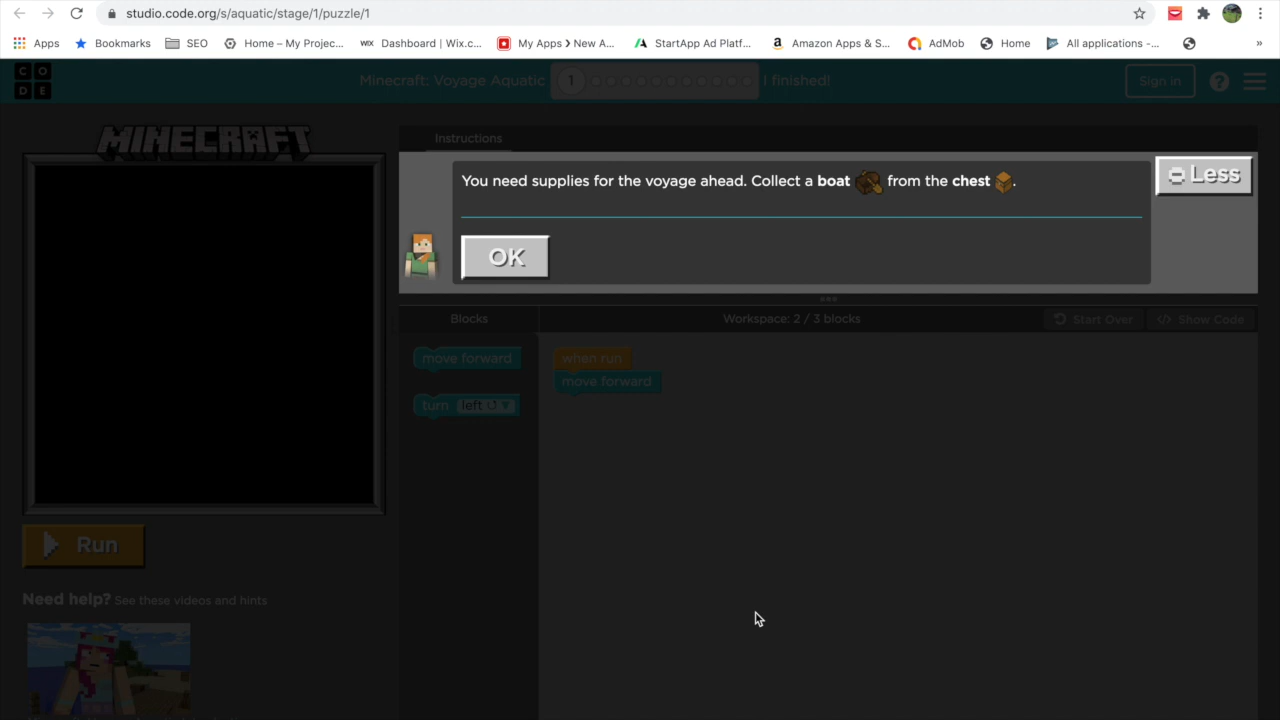 studio.code.org/s/aquatic/stage/1/puzzle/1
Apps Bookmarks SEO Home – My Projec... WIX Dashboard | Wix.c... My Apps › New A... StartApp Ad Platf... Amazon Apps & S... AdMob Home All applications -... »
C O D E
Minecraft: Voyage Aquatic 1 I finished! Sign in ?
MINECRAFT
Instructions
You need supplies for the voyage ahead. Collect a boat from the chest .
Less
OK
Blocks Workspace: 2 / 3 blocks Start Over </> Show Code
move forward when run
move forward
turn left
Run
Need help? See these videos and hints